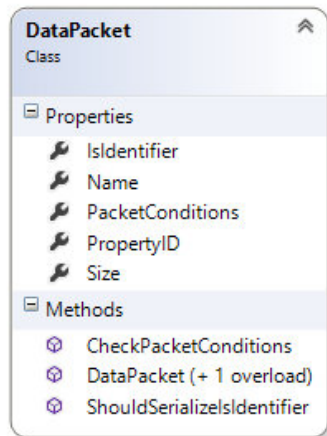 DataPacket
Class
Properties
IsIdentifier
Name
PacketConditions
PropertyID
Size
Methods
CheckPacketConditions
DataPacket (+ 1 overload)
ShouldSerializeIsIdentifier